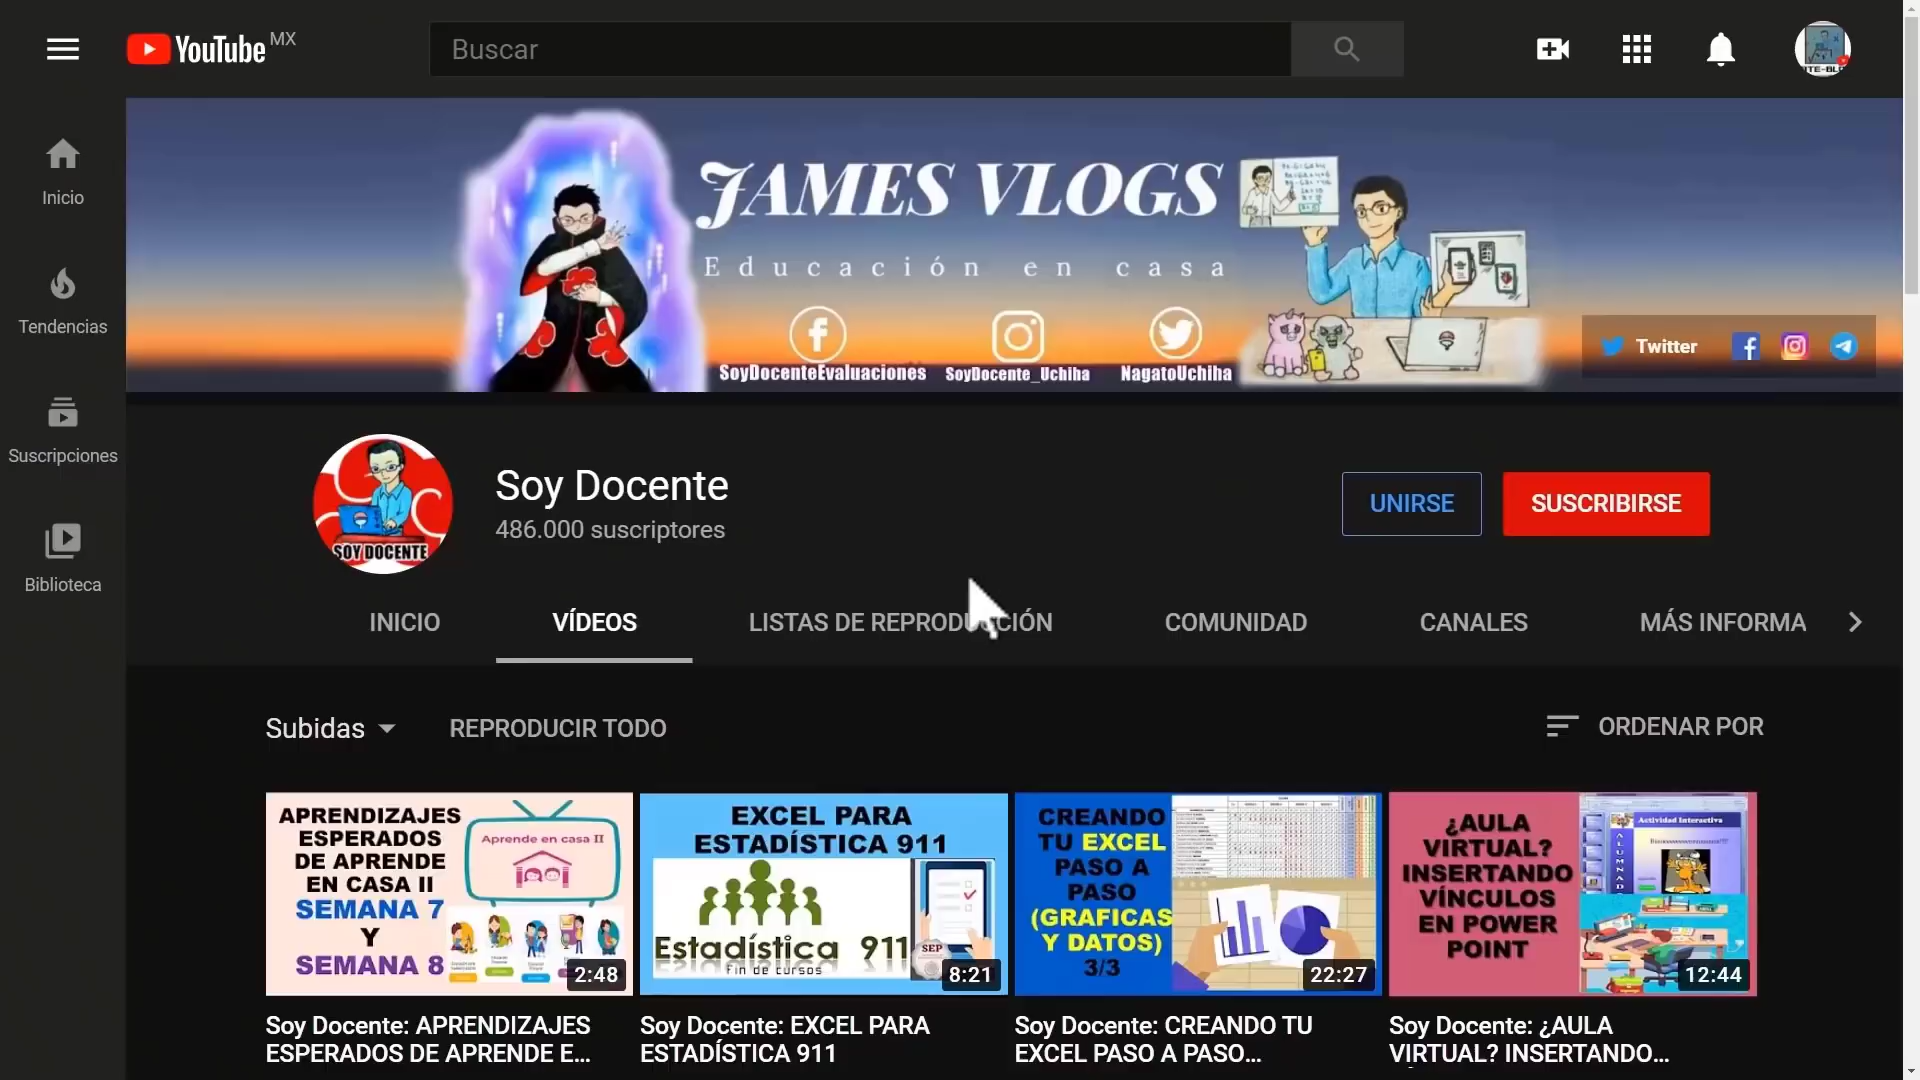 YouTube MX
Buscar
Inicio
Tendencias
Suscripciones
Biblioteca
JAMES VLOGS
Educación en casa
SoyDocenteEvaluaciones
SoyDocente_Uchiha
NagatoUchiha
Twitter
SOY DOCENTE
Soy Docente
486.000 suscriptores
UNIRSE
SUSCRIBIRSE
INICIO
VÍDEOS
LISTAS DE REPRODUCCIÓN
COMUNIDAD
CANALES
MÁS INFORMA
Subidas
REPRODUCIR TODO
ORDENAR POR
APRENDIZAJES
ESPERADOS
DE APRENDE
EN CASA II
SEMANA 7
Y
SEMANA 8
Aprende en casa II
2:48
EXCEL PARA
ESTADÍSTICA 911
Estadística 911
Fin de cursos
SEP
8:21
CREANDO
TU EXCEL
PASO A
PASO
(GRAFICAS
Y DATOS)
3/3
22:27
¿AULA
VIRTUAL?
INSERTANDO
VÍNCULOS
EN POWER
POINT
Actividad Interactiva
ALUMNAD
12:44
Soy Docente: APRENDIZAJES
ESPERADOS DE APRENDE E...
Soy Docente: EXCEL PARA
ESTADÍSTICA 911
Soy Docente: CREANDO TU
EXCEL PASO A PASO...
Soy Docente: ¿AULA
VIRTUAL? INSERTANDO...